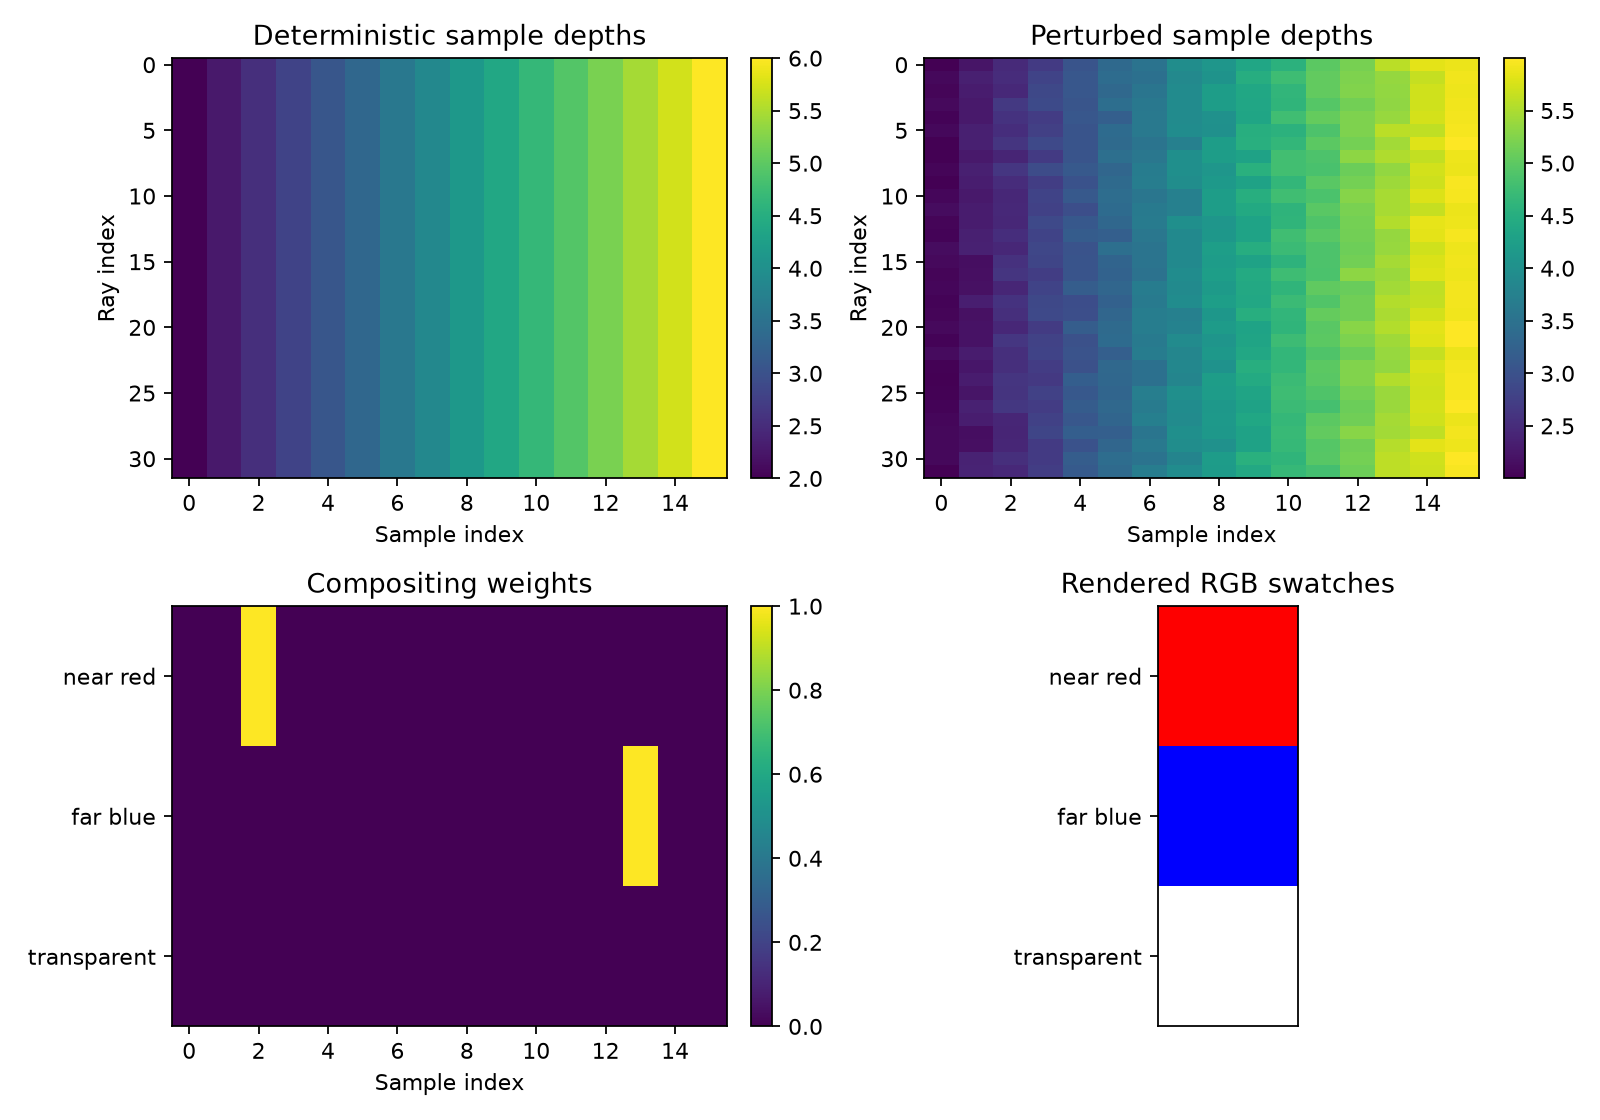 Deterministic sample depths
Ray index
0
5
10
15
20
25
30
0 2 4 6 8 10 12 14
Sample index
6.0
5.5
5.0
4.5
4.0
3.5
3.0
2.5
2.0
Perturbed sample depths
Ray index
0
5
10
15
20
25
30
0 2 4 6 8 10 12 14
Sample index
5.5
5.0
4.5
4.0
3.5
3.0
2.5
Compositing weights
near red
far blue
transparent
0 2 4 6 8 10 12 14
Sample index
1.0
0.8
0.6
0.4
0.2
0.0
Rendered RGB swatches
near red
far blue
transparent